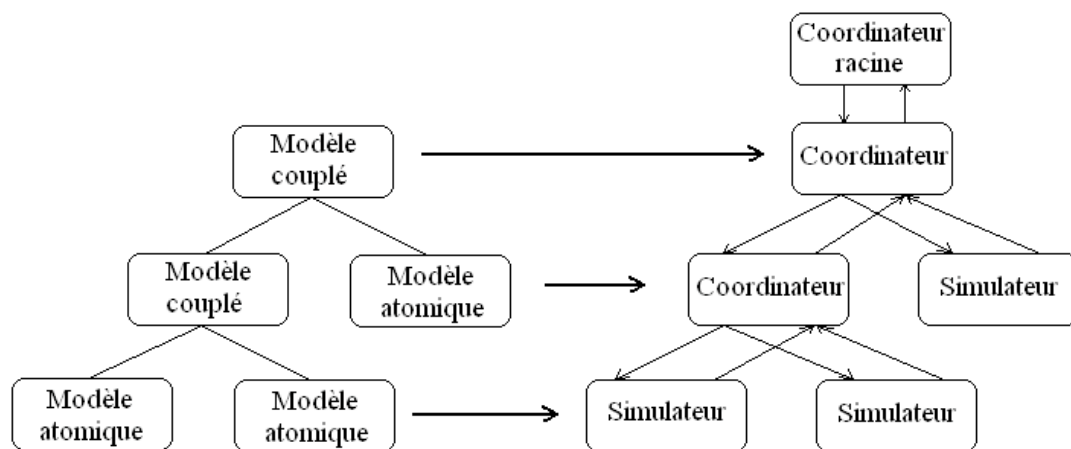 Coordinateur
racine
Modèle
couplé
Coordinateur
Modèle
couplé
Modèle
atomique
Coordinateur
Simulateur
Modèle
atomique
Modèle
atomique
Simulateur
Simulateur